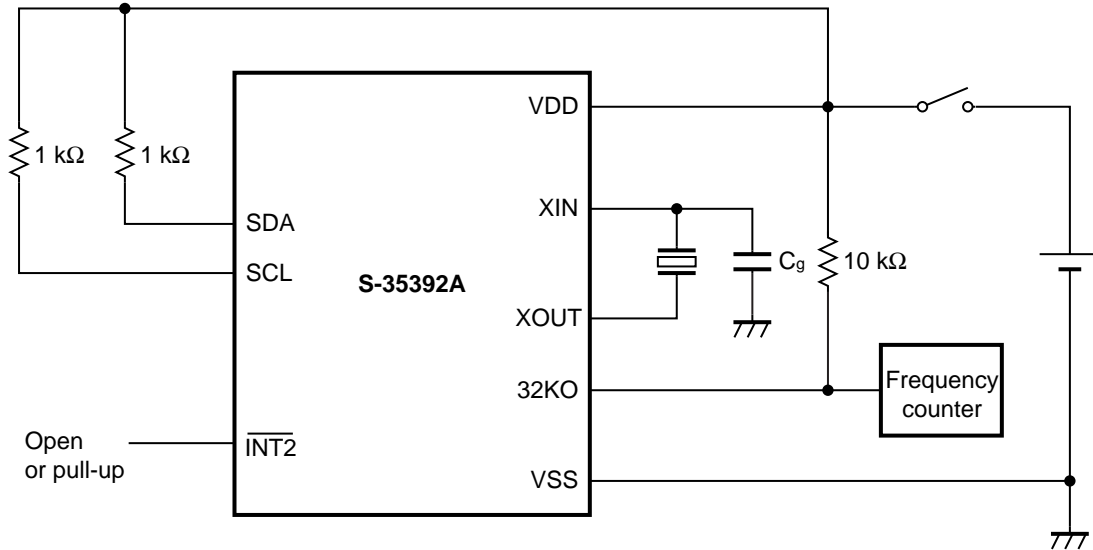 1 kΩ
1 kΩ
SDA
SCL
S-35392A
VDD
XIN
XOUT
Cg
10 kΩ
32KO
Frequency
counter
Open
or pull-up
INT2
VSS